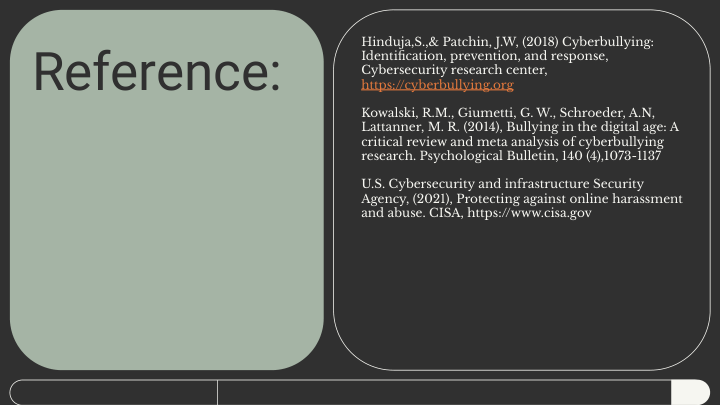 Reference:
Hinduja,S.,& Patchin, J.W, (2018) Cyberbullying:
Identification, prevention, and response,
Cybersecurity research center,
https://cyberbullying.org
Kowalski, R.M., Giumetti, G. W., Schroeder, A.N,
Lattanner, M. R. (2014), Bullying in the digital age: A
critical review and meta analysis of cyberbullying
research. Psychological Bulletin, 140 (4),1073-1137
U.S. Cybersecurity and infrastructure Security
Agency, (2021), Protecting against online harassment
and abuse. CISA, https://www.cisa.gov